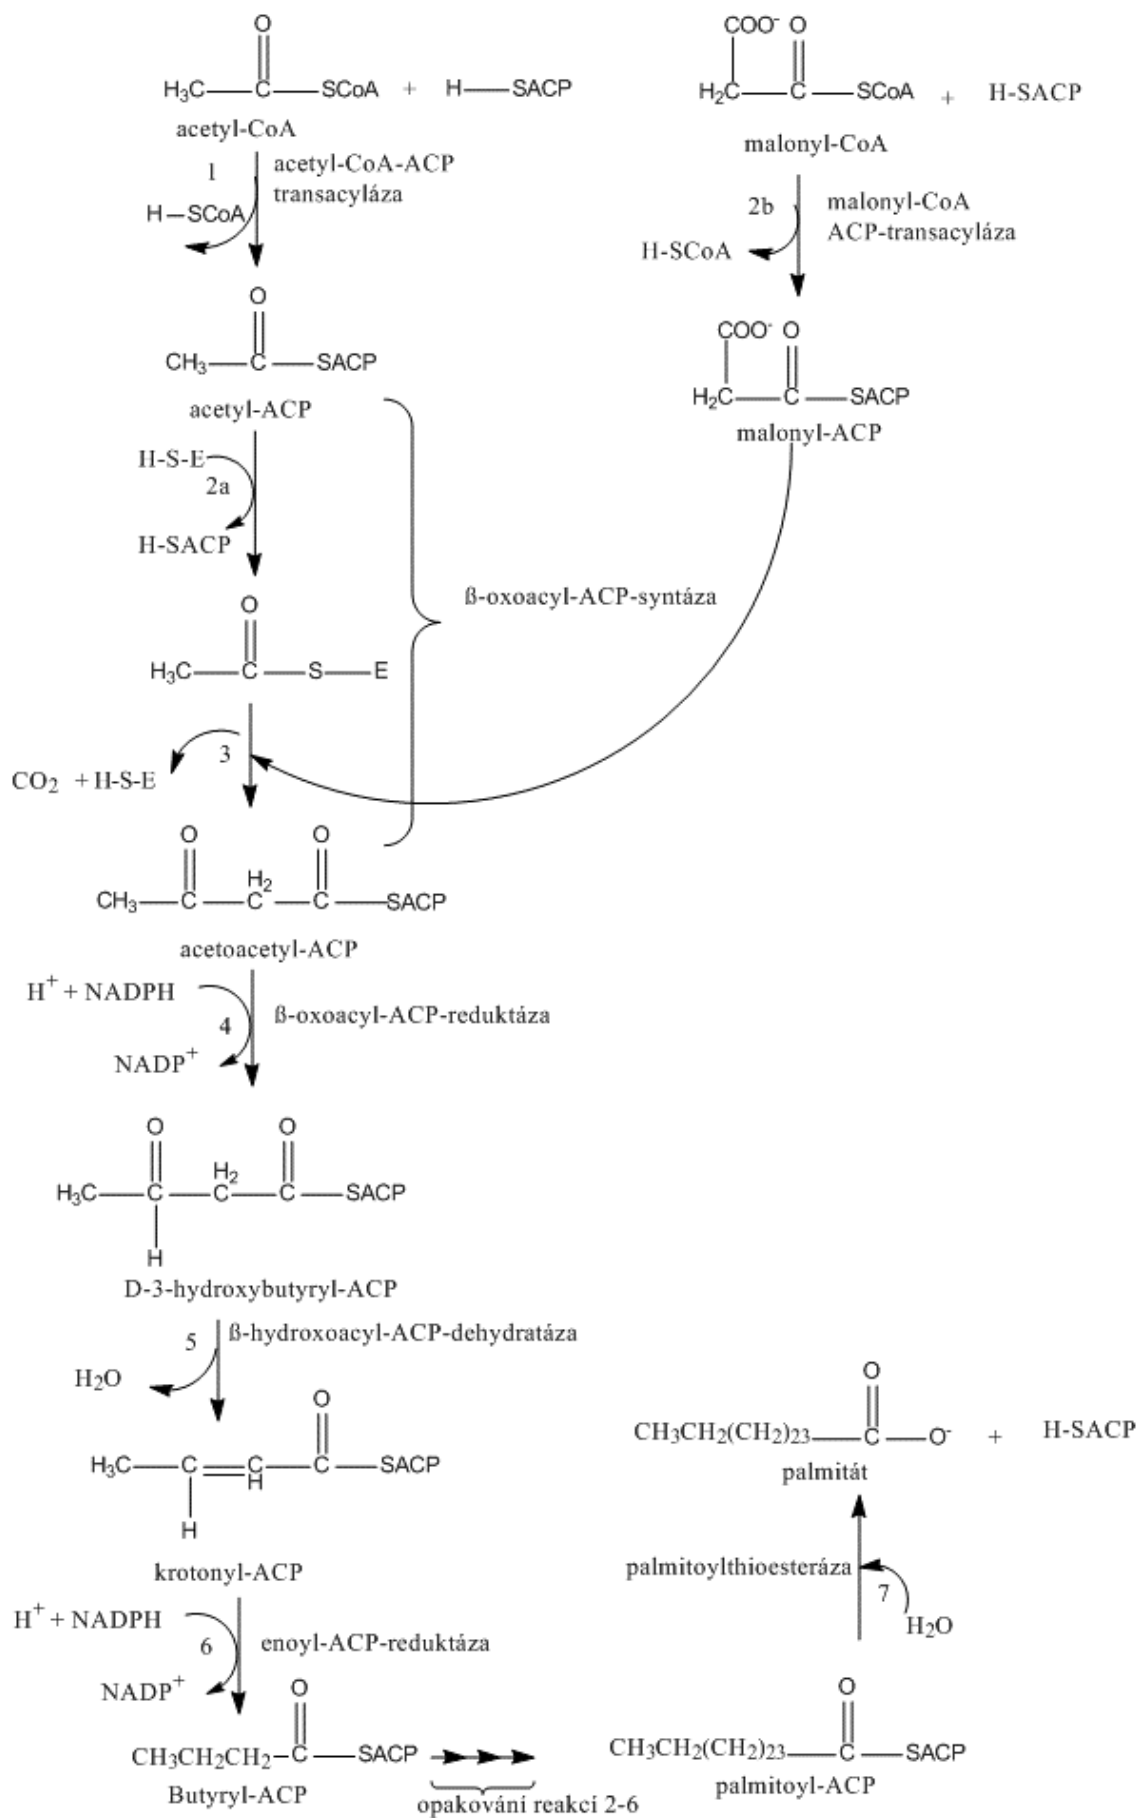 O
H₃C—C—SCoA + H—SACP
acetyl-CoA
1
acetyl-CoA-ACP
transacyláza
H—SCoA
O
CH₃—C—SACP
acetyl-ACP
H-S-E
2a
H-SACP
O
H₃C—C—S—E
3
CO₂ + H-S-E
ß-oxoacyl-ACP-syntáza
COO⁻ O
H₂C—C—SCoA + H-SACP
malonyl-CoA
2b
malonyl-CoA
ACP-transacyláza
H-SCoA
COO⁻ O
H₂C—C—SACP
malonyl-ACP
O O
CH₃—C—C—C—SACP
H₂
acetoacetyl-ACP
H⁺ + NADPH
4
ß-oxoacyl-ACP-reduktáza
NADP⁺
O O
H₃C—C—C—C—SACP
H₂
H
D-3-hydroxybutyryl-ACP
5
ß-hydroxoacyl-ACP-dehydratáza
H₂O
O
H₃C—C=C—C—SACP
H
H
krotonyl-ACP
H⁺ + NADPH
6
enoyl-ACP-reduktáza
NADP⁺
O
CH3CH2CH2—C—SACP
Butyryl-ACP
opakování reakcí 2-6
O
CH3CH2(CH2)23—C—SACP
palmitoyl-ACP
palmitoylthioesteráza
7
H₂O
O
CH3CH2(CH2)23—C—O⁻ + H-SACP
palmitát